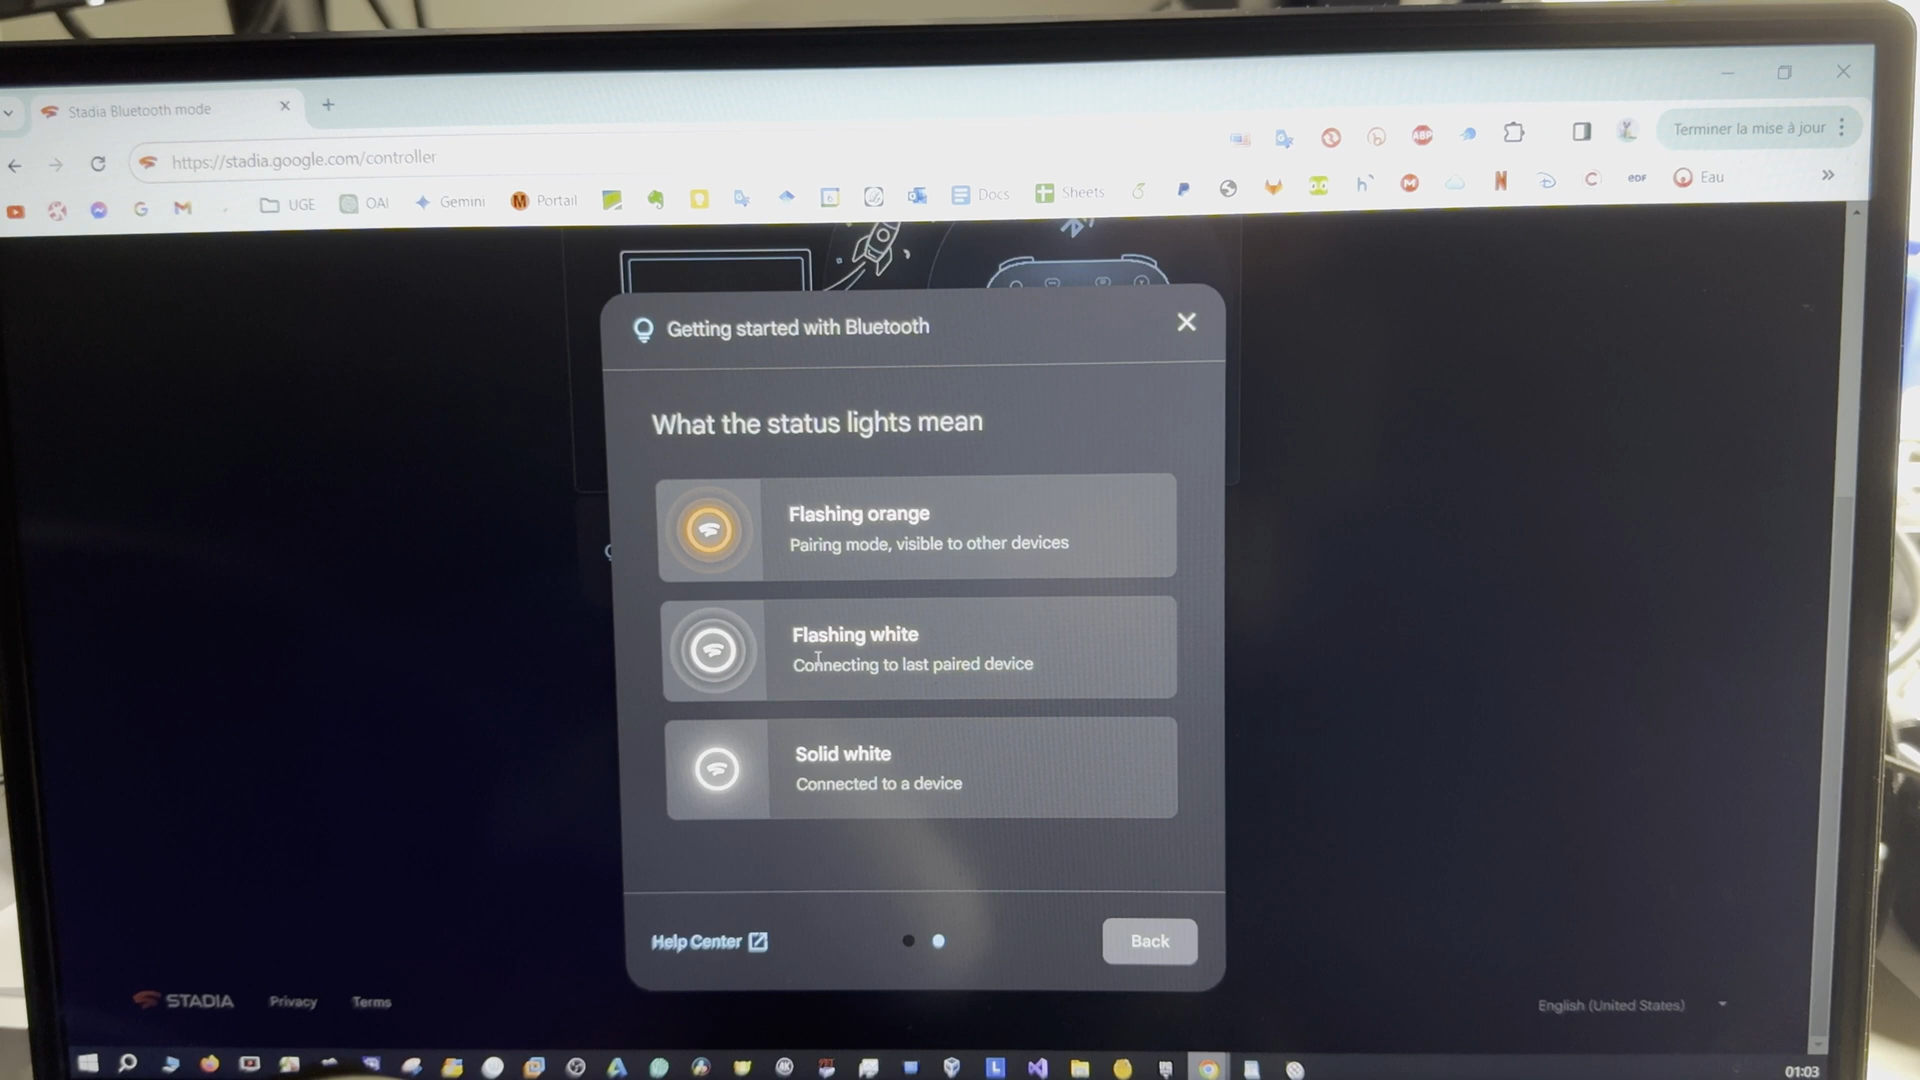 Stadia Bluetooth mode
https://stadia.google.com/controller
ABP
Terminer la mise à jour
UGE
OAI
Gemini
Portail
Docs
Sheets
EDF
Eau
Getting started with Bluetooth
What the status lights mean
Flashing orange
Pairing mode, visible to other devices
Flashing white
Connecting to last paired device
Solid white
Connected to a device
Help Center
Back
STADIA
Privacy
Terms
English (United States)
01:03